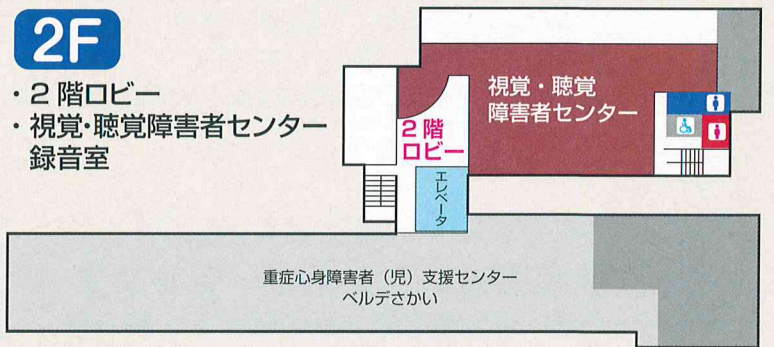 2F
・2階ロビー
・視覚・聴覚障害者センター
録音室
視覚・聴覚
障害者センター
2階
ロビー
エレベータ
重症心身障害者（児）支援センター
ベルデさかい